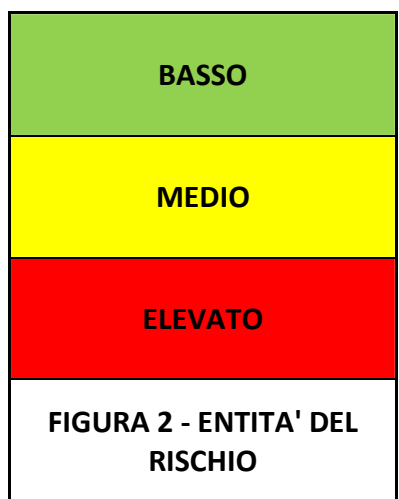 BASSO
MEDIO
ELEVATO
FIGURA 2 - ENTITA' DEL
RISCHIO